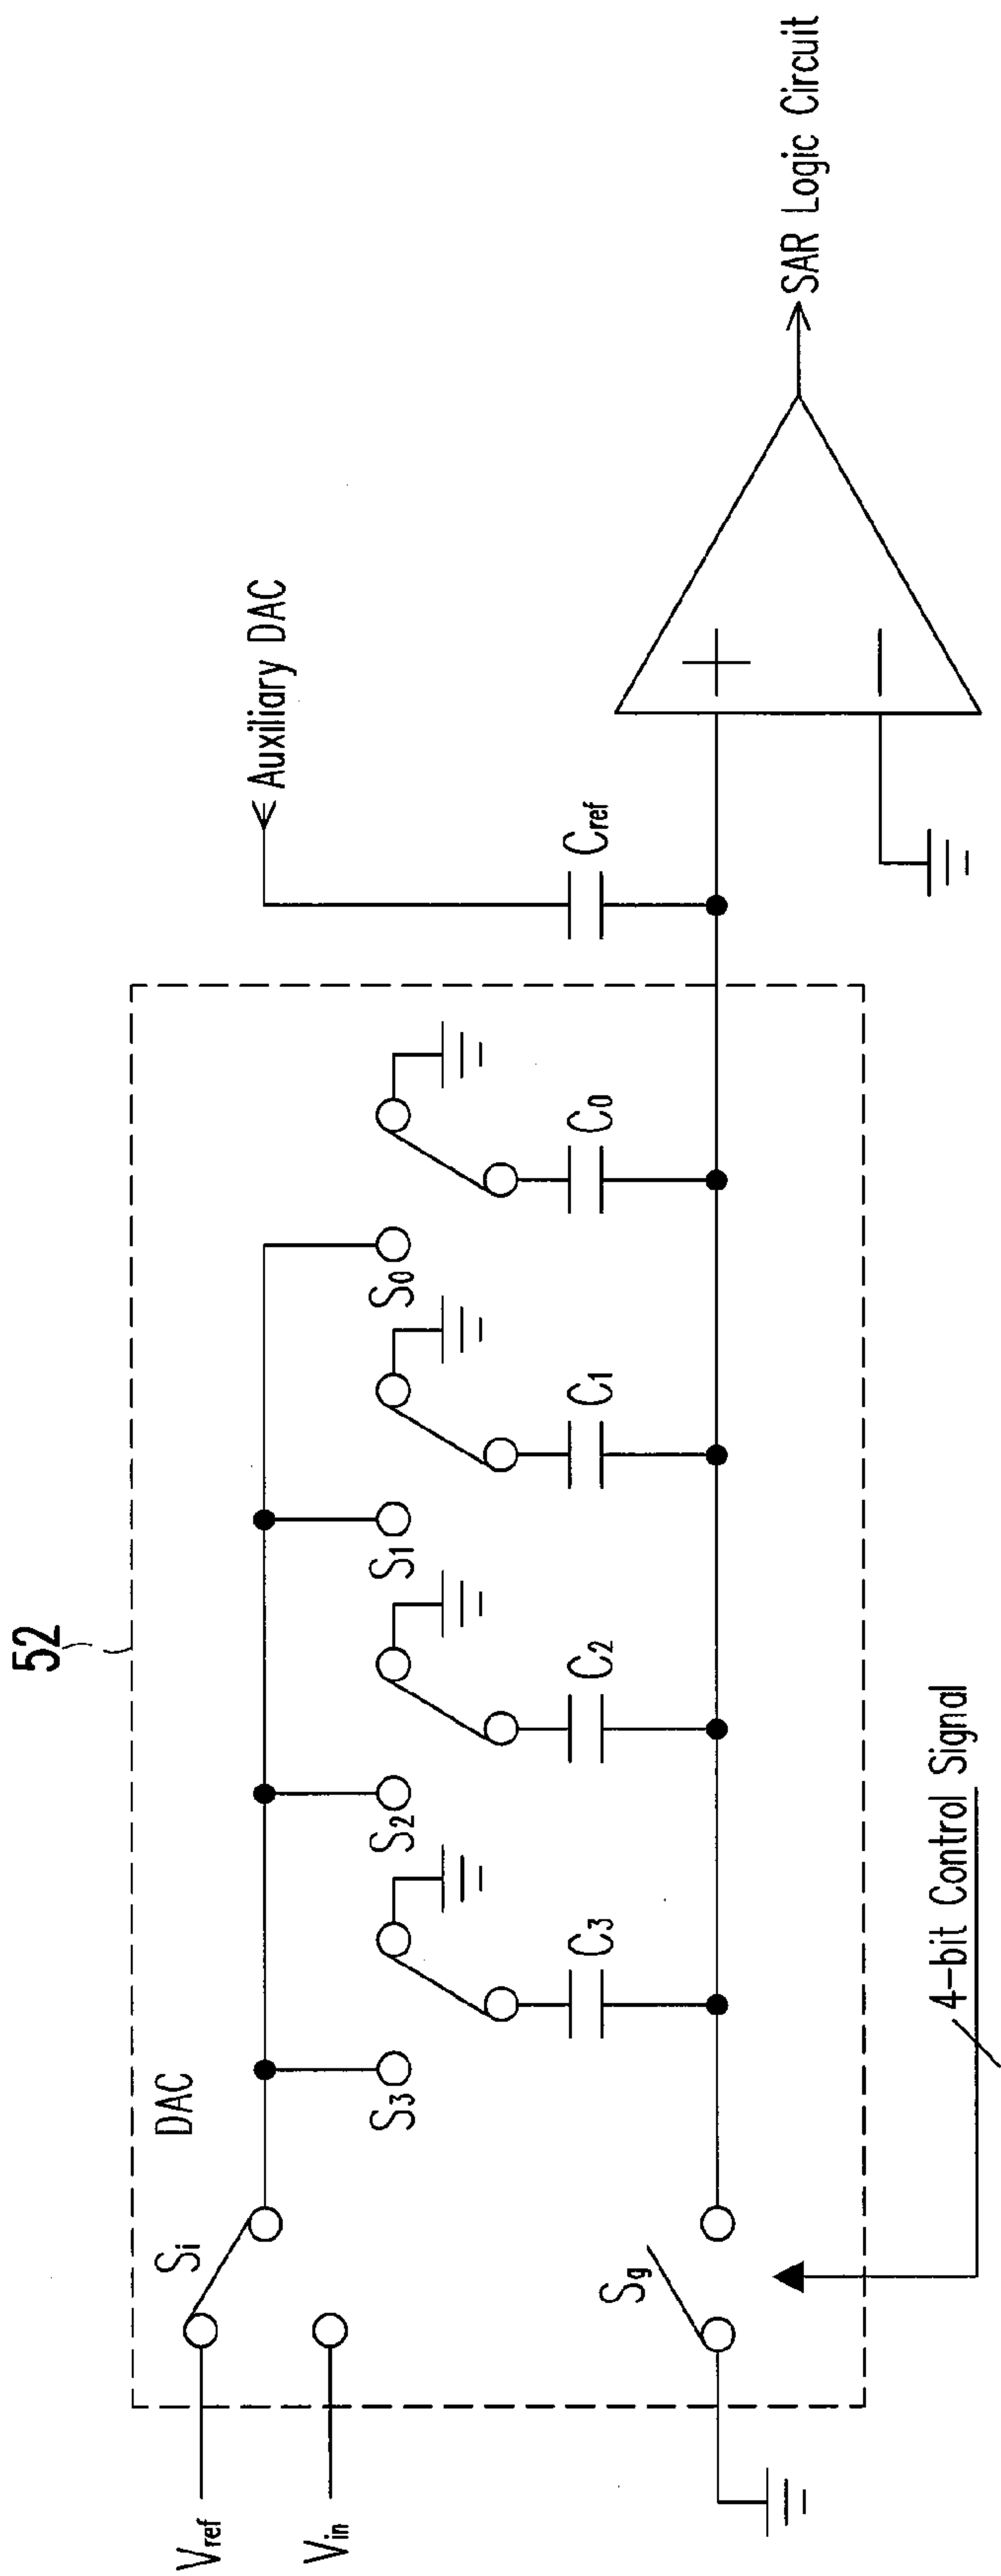 52
DAC
Vref
Si
Vin
S3
S2
S1
S0
C3
C2
C1
C0
Cref
Auxiliary DAC
Sg
4-bit Control Signal
+
−
SAR Logic Circuit